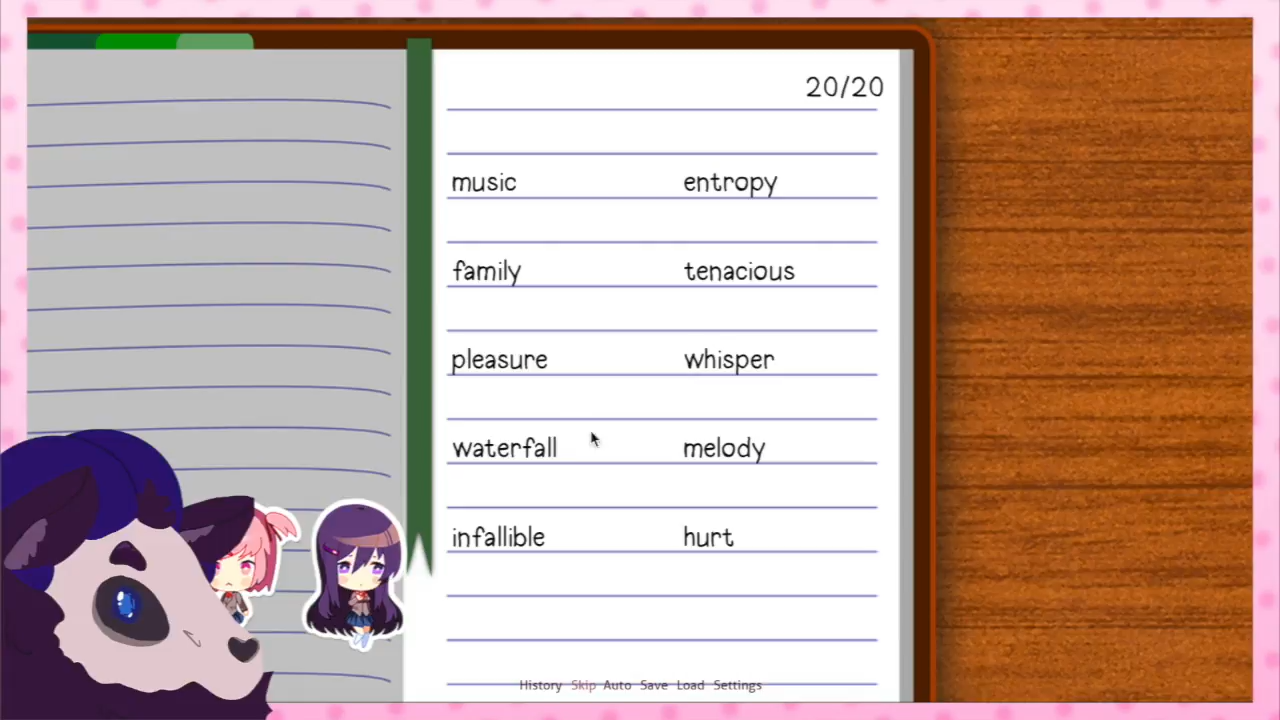 20/20
music entropy
family tenacious
pleasure whisper
waterfall melody
infallible hurt
History Skip Auto Save Load Settings